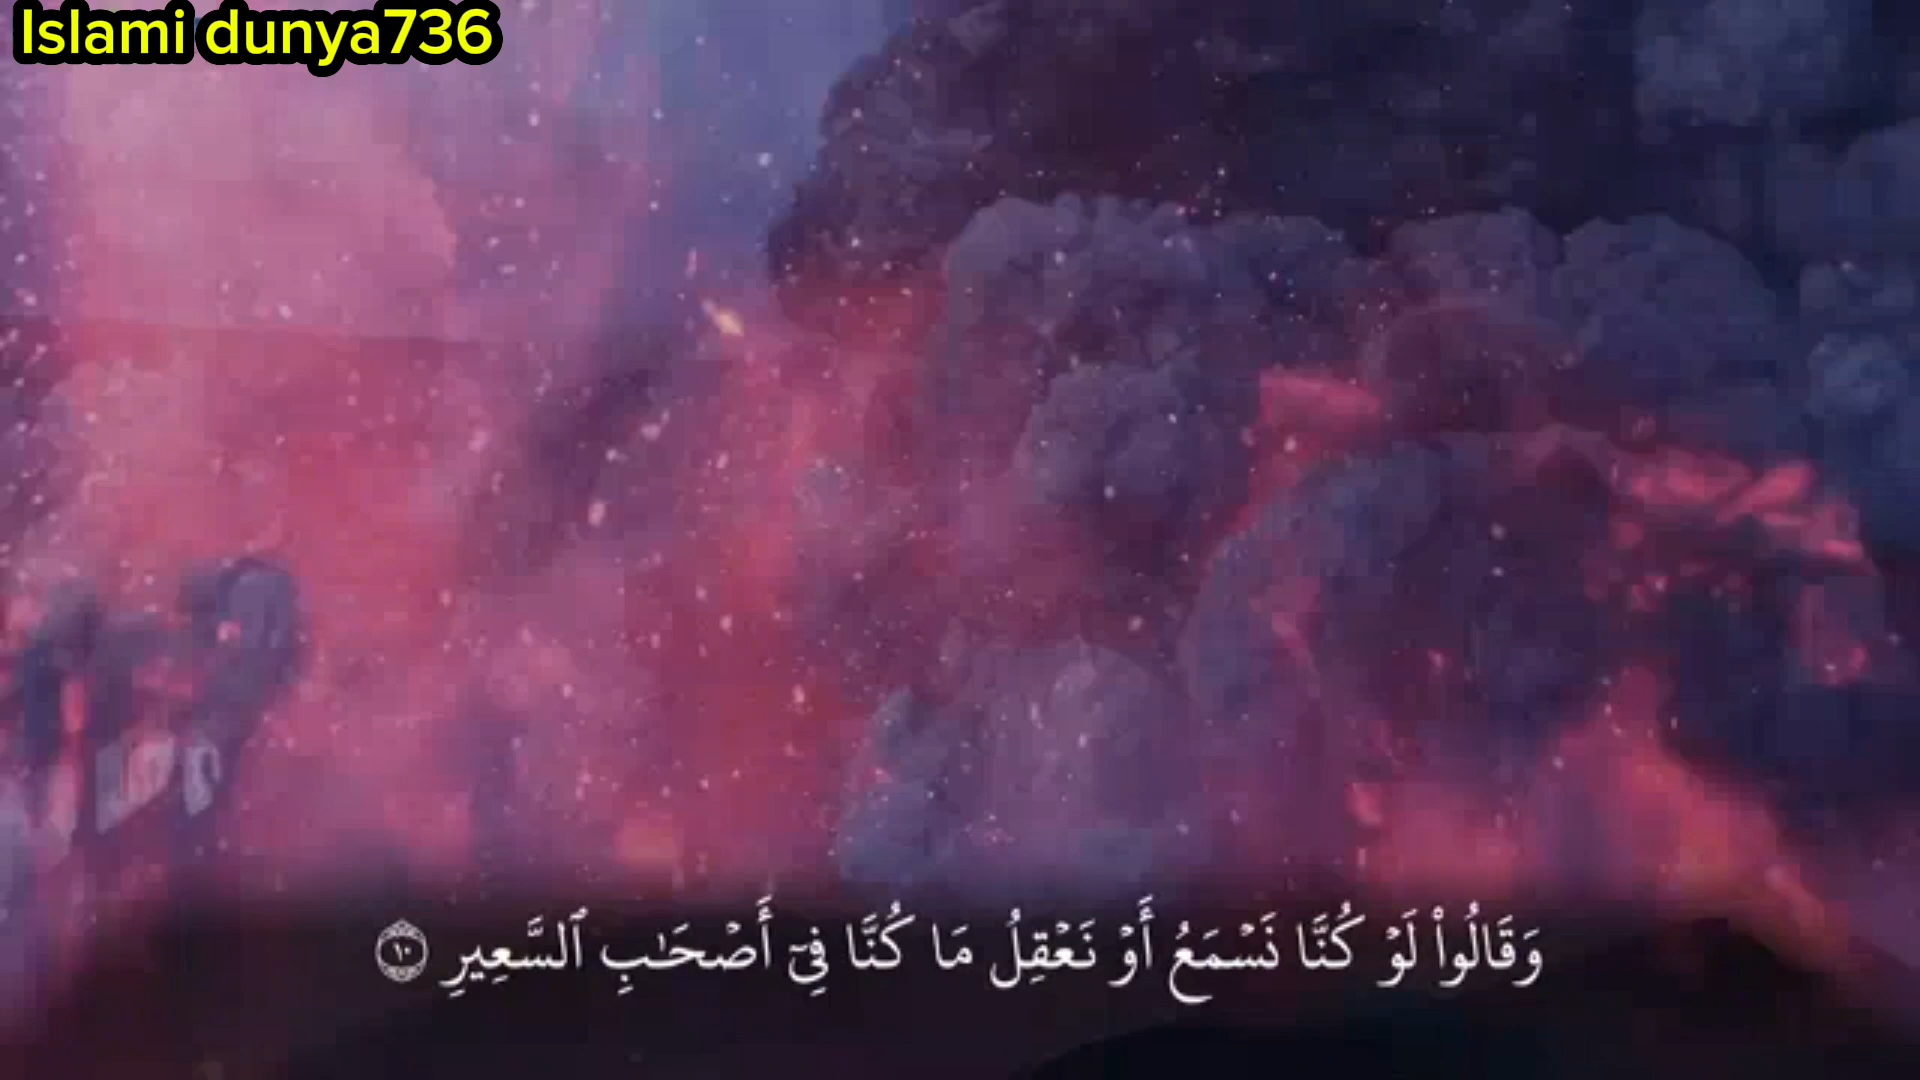 Islami dunya736
وَقَالُوا۟ لَوْ كُنَّا نَسْمَعُ أَوْ نَعْقِلُ مَا كُنَّا فِىٓ أَصْحَـٰبِ ٱلسَّعِيرِ ١٠